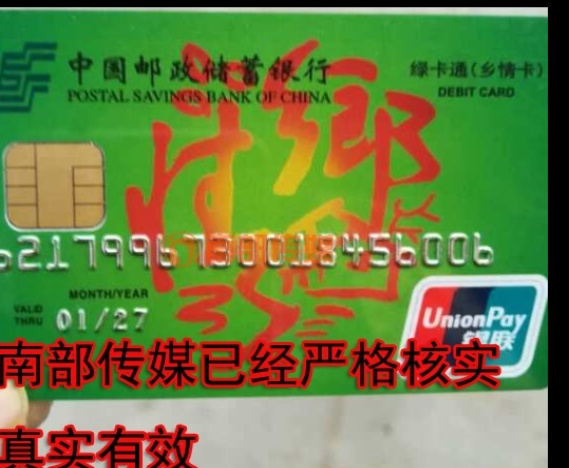 中国邮政储蓄银行
POSTAL SAVINGS BANK OF CHINA
绿卡通(乡情卡)
DEBIT CARD
6217996730018456006
MONTH/YEAR
VALID THRU 01/27
UnionPay
银联
南部传媒已经严格核实
真实有效